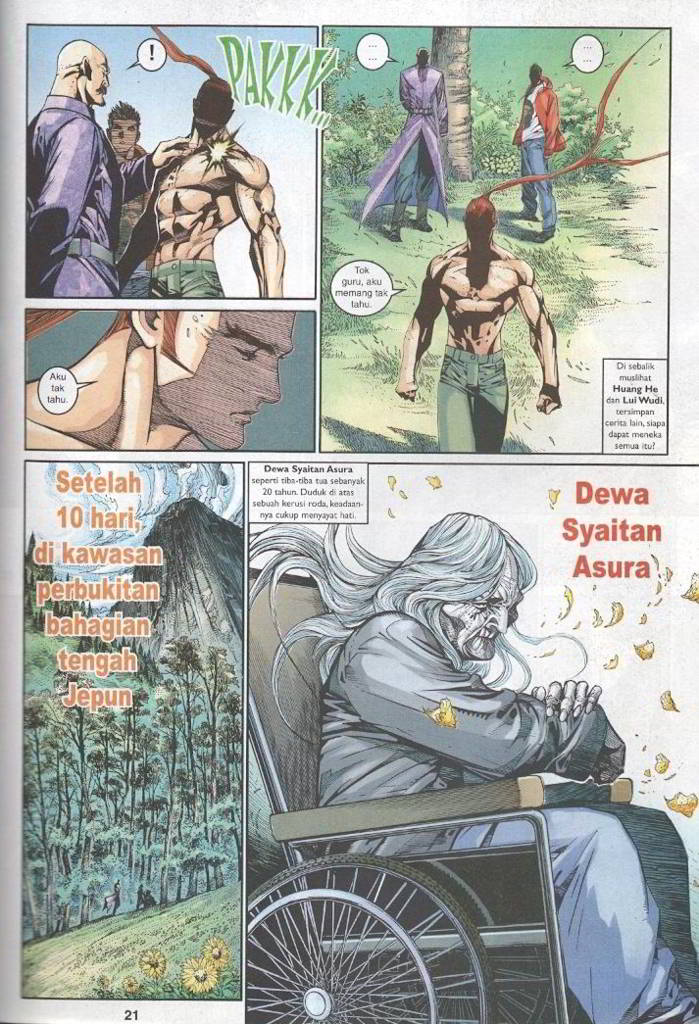 !
PAKKK...
... ...
... ...
Tok
guru, aku
memang tak
tahu.
Di sebalik
muslihat
Huang He
dan Lui Wudi,
tersimpan
cerita lain, siapa
dapat meneka
semua itu?
Aku
tak
tahu.
Setelah
10 hari,
di kawasan
perbukitan
bahagian
tengah
Jepun
Dewa Syaitan Asura
seperti tiba-tiba tua sebanyak
20 tahun. Duduk di atas
sebuah kerusi roda, keadaan-
nya cukup menyayat hati.
Dewa
Syaitan
Asura
21